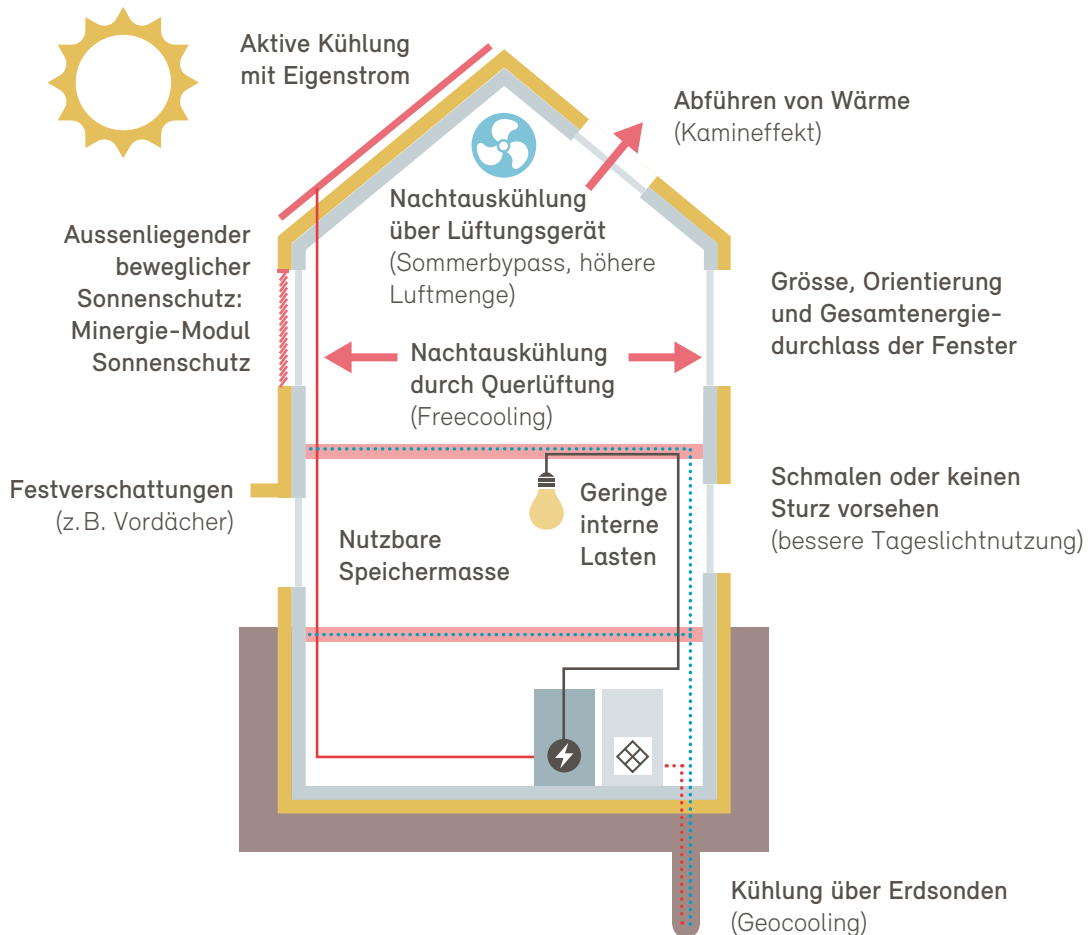 Aktive Kühlung
mit Eigenstrom
Abführen von Wärme
(Kamineffekt)
Nachtauskühlung
über Lüftungsgerät
(Sommerbypass, höhere
Luftmenge)
Aussenliegender
beweglicher
Sonnenschutz:
Minergie-Modul
Sonnenschutz
Grösse, Orientierung
und Gesamtenergie-
durchlass der Fenster
Nachtauskühlung
durch Querlüftung
(Freecooling)
Festverschattungen
(z.B. Vordächer)
Geringe
interne
Lasten
Schmalen oder keinen
Sturz vorsehen
(bessere Tageslichtnutzung)
Nutzbare
Speichermasse
Kühlung über Erdsonden
(Geocooling)